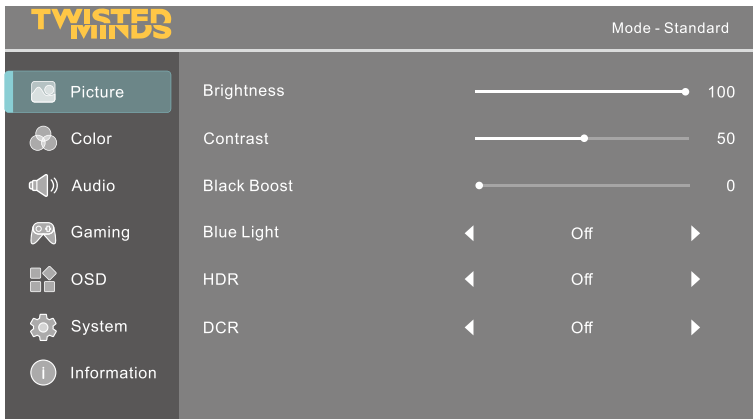 TWISTED
MINDS
Mode - Standard
Picture
Color
Audio
Gaming
OSD
System
Information
Brightness 100
Contrast 50
Black Boost 0
Blue Light Off
HDR Off
DCR Off